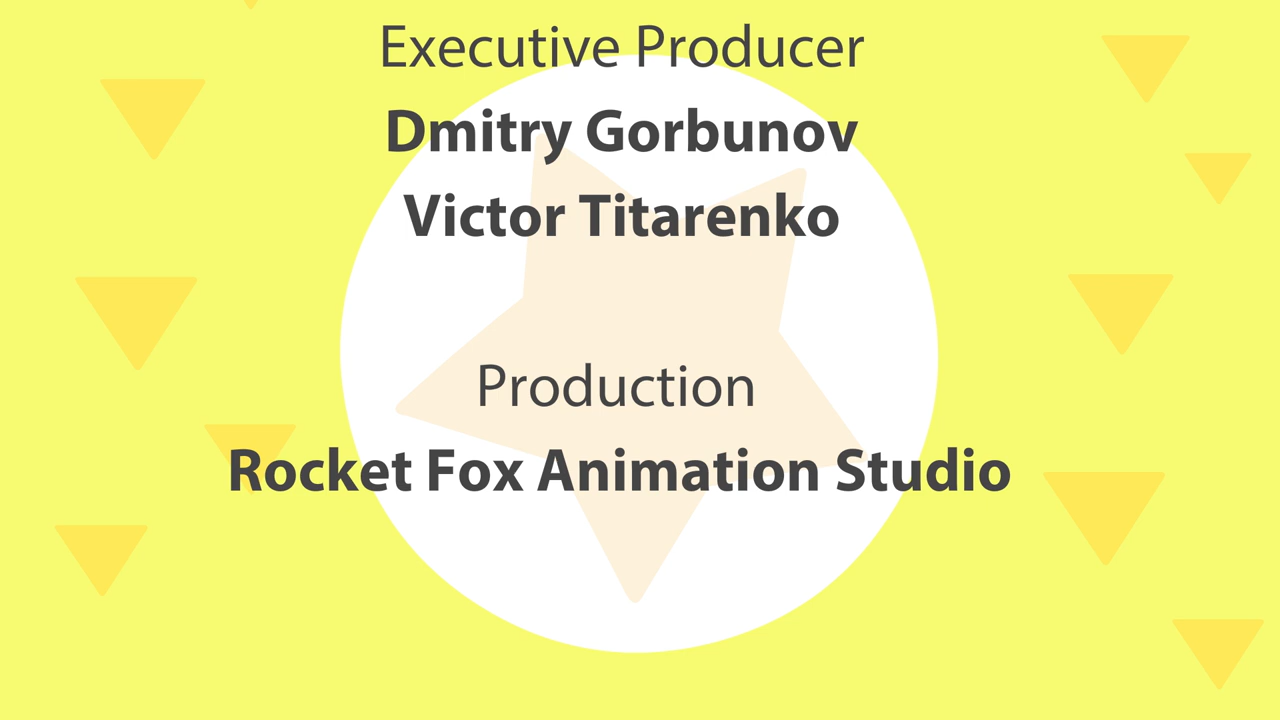 Executive Producer
Dmitry Gorbunov
Victor Titarenko
Production
Rocket Fox Animation Studio